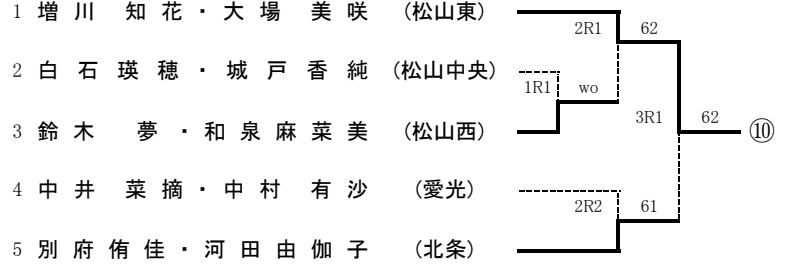 1 増川 知花・大場 美咲 (松山東)
2R1 62
2 白石瑛穂・城戸香純 (松山中央)
1R1 wo
3 鈴木 夢・和泉麻菜美 (松山西)
3R1 62 ⑩
4 中井 菜摘・中村 有沙 (愛光)
2R2 61
5 別府侑佳・河田由伽子 (北条)